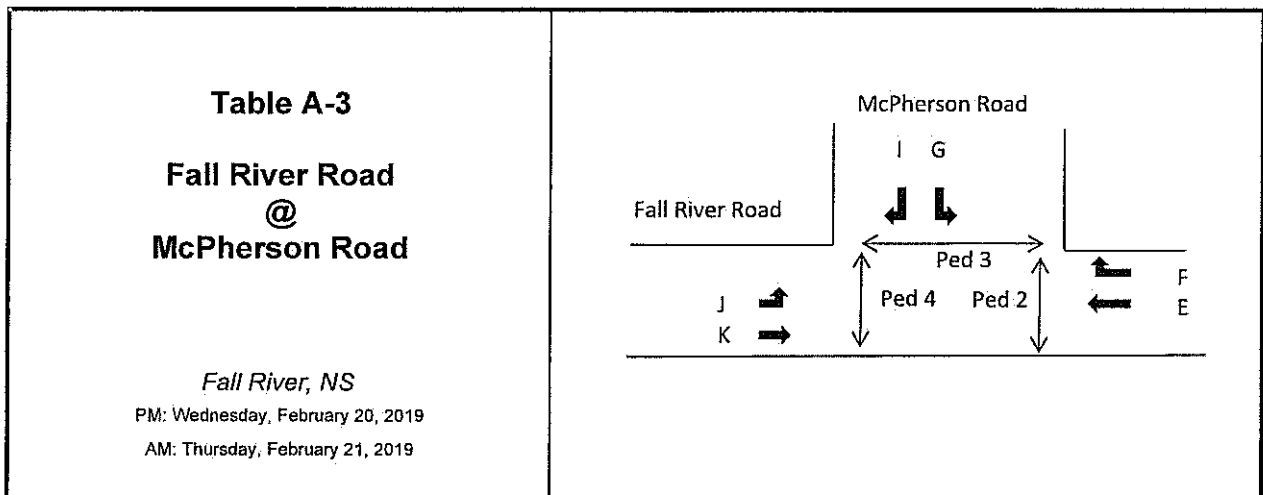 Table A-3
Fall River Road
@
McPherson Road
Fall River, NS
PM: Wednesday, February 20, 2019
AM: Thursday, February 21, 2019
McPherson Road
I G
Fall River Road
Ped 3
F
J Ped 4 Ped 2 E
K